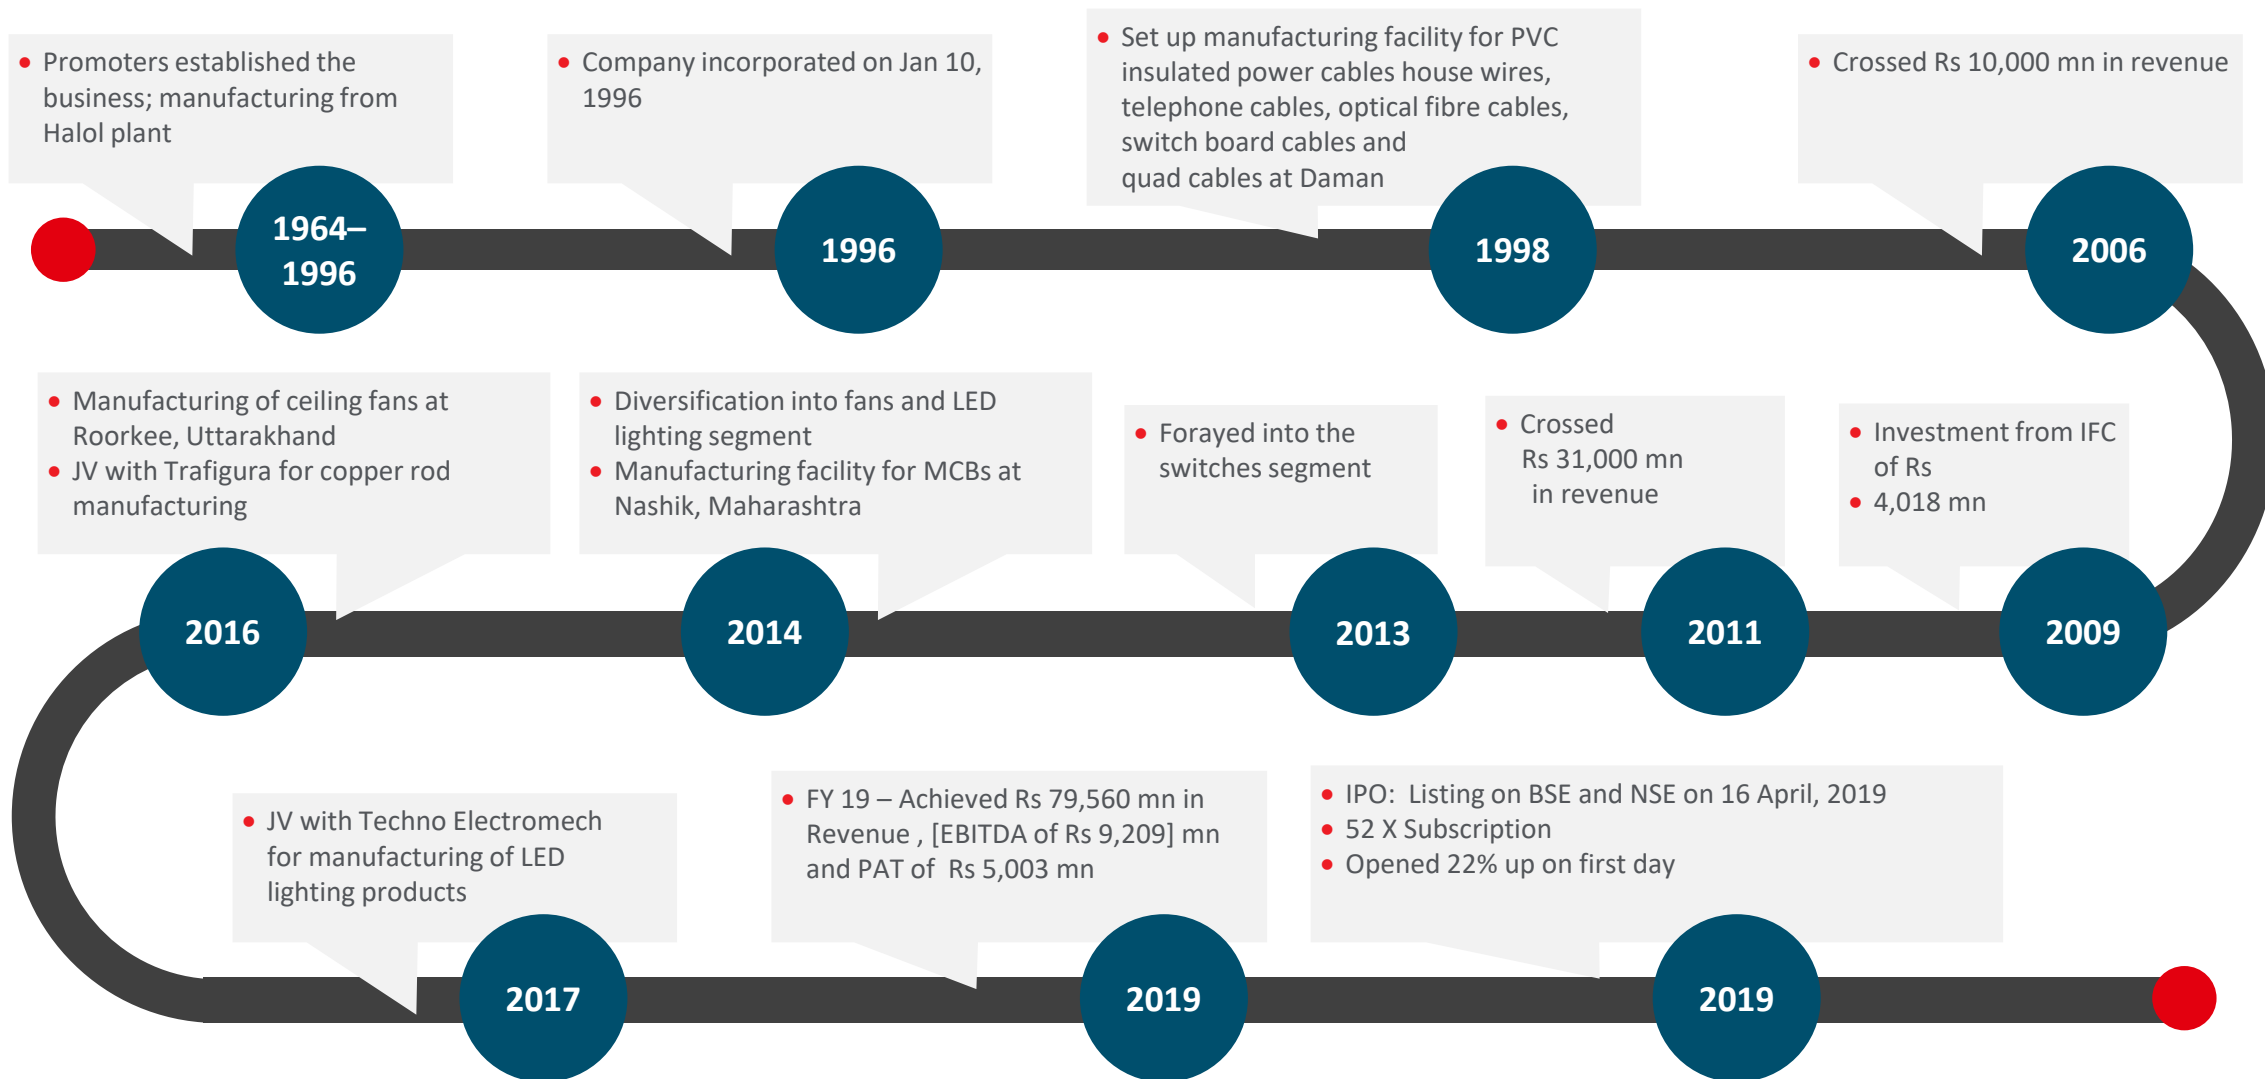 • Promoters established the
business; manufacturing from
Halol plant
1964–
1996
• Company incorporated on Jan 10,
1996
1996
• Set up manufacturing facility for PVC
insulated power cables house wires,
telephone cables, optical fibre cables,
switch board cables and
quad cables at Daman
1998
• Crossed Rs 10,000 mn in revenue
2006
• Investment from IFC
of Rs
• 4,018 mn
2009
• Crossed
Rs 31,000 mn
in revenue
2011
• Forayed into the
switches segment
2013
• Diversification into fans and LED
lighting segment
• Manufacturing facility for MCBs at
Nashik, Maharashtra
2014
• Manufacturing of ceiling fans at
Roorkee, Uttarakhand
• JV with Trafigura for copper rod
manufacturing
2016
• JV with Techno Electromech
for manufacturing of LED
lighting products
2017
• FY 19 – Achieved Rs 79,560 mn in
Revenue , [EBITDA of Rs 9,209] mn
and PAT of  Rs 5,003 mn
2019
• IPO:  Listing on BSE and NSE on 16 April, 2019
• 52 X Subscription
• Opened 22% up on first day
2019